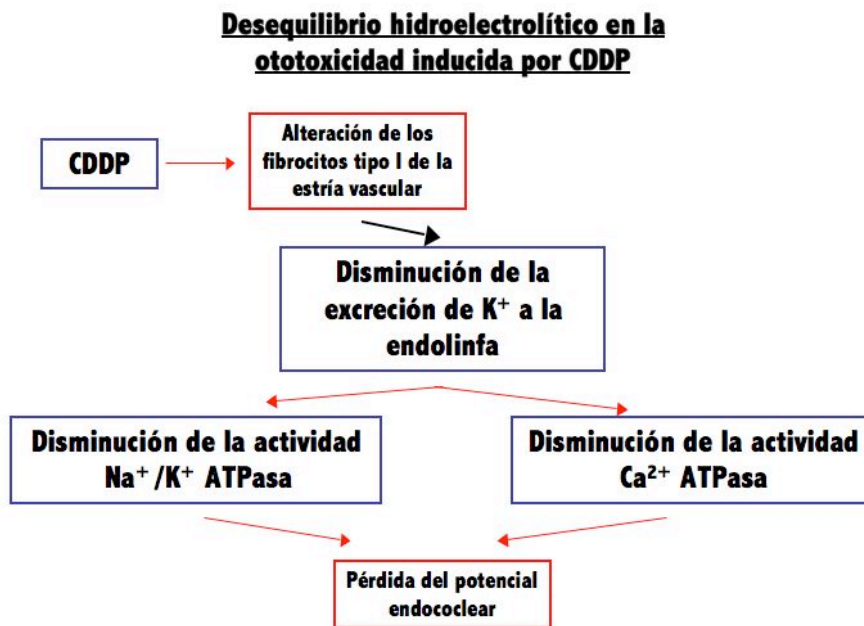 Desequilibrio hidroelectrolítico en la
ototoxicidad inducida por CDDP
CDDP
Alteración de los
fibrocitos tipo I de la
estría vascular
Disminución de la
excreción de K⁺ a la
endolinfa
Disminución de la actividad
Na⁺ /K⁺ ATPasa
Disminución de la actividad
Ca²⁺ ATPasa
Pérdida del potencial
endococlear